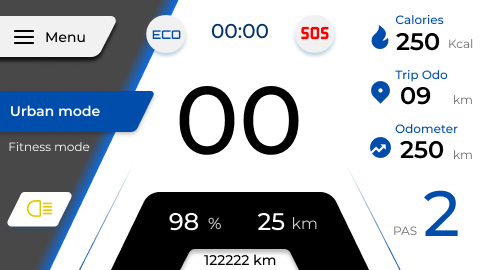 Menu
ECO
00:00
SOS
Calories
250 Kcal
Trip Odo
09 km
Odometer
250 km
Urban mode
Fitness mode
00
98 % 25 km
122222 km
PAS 2